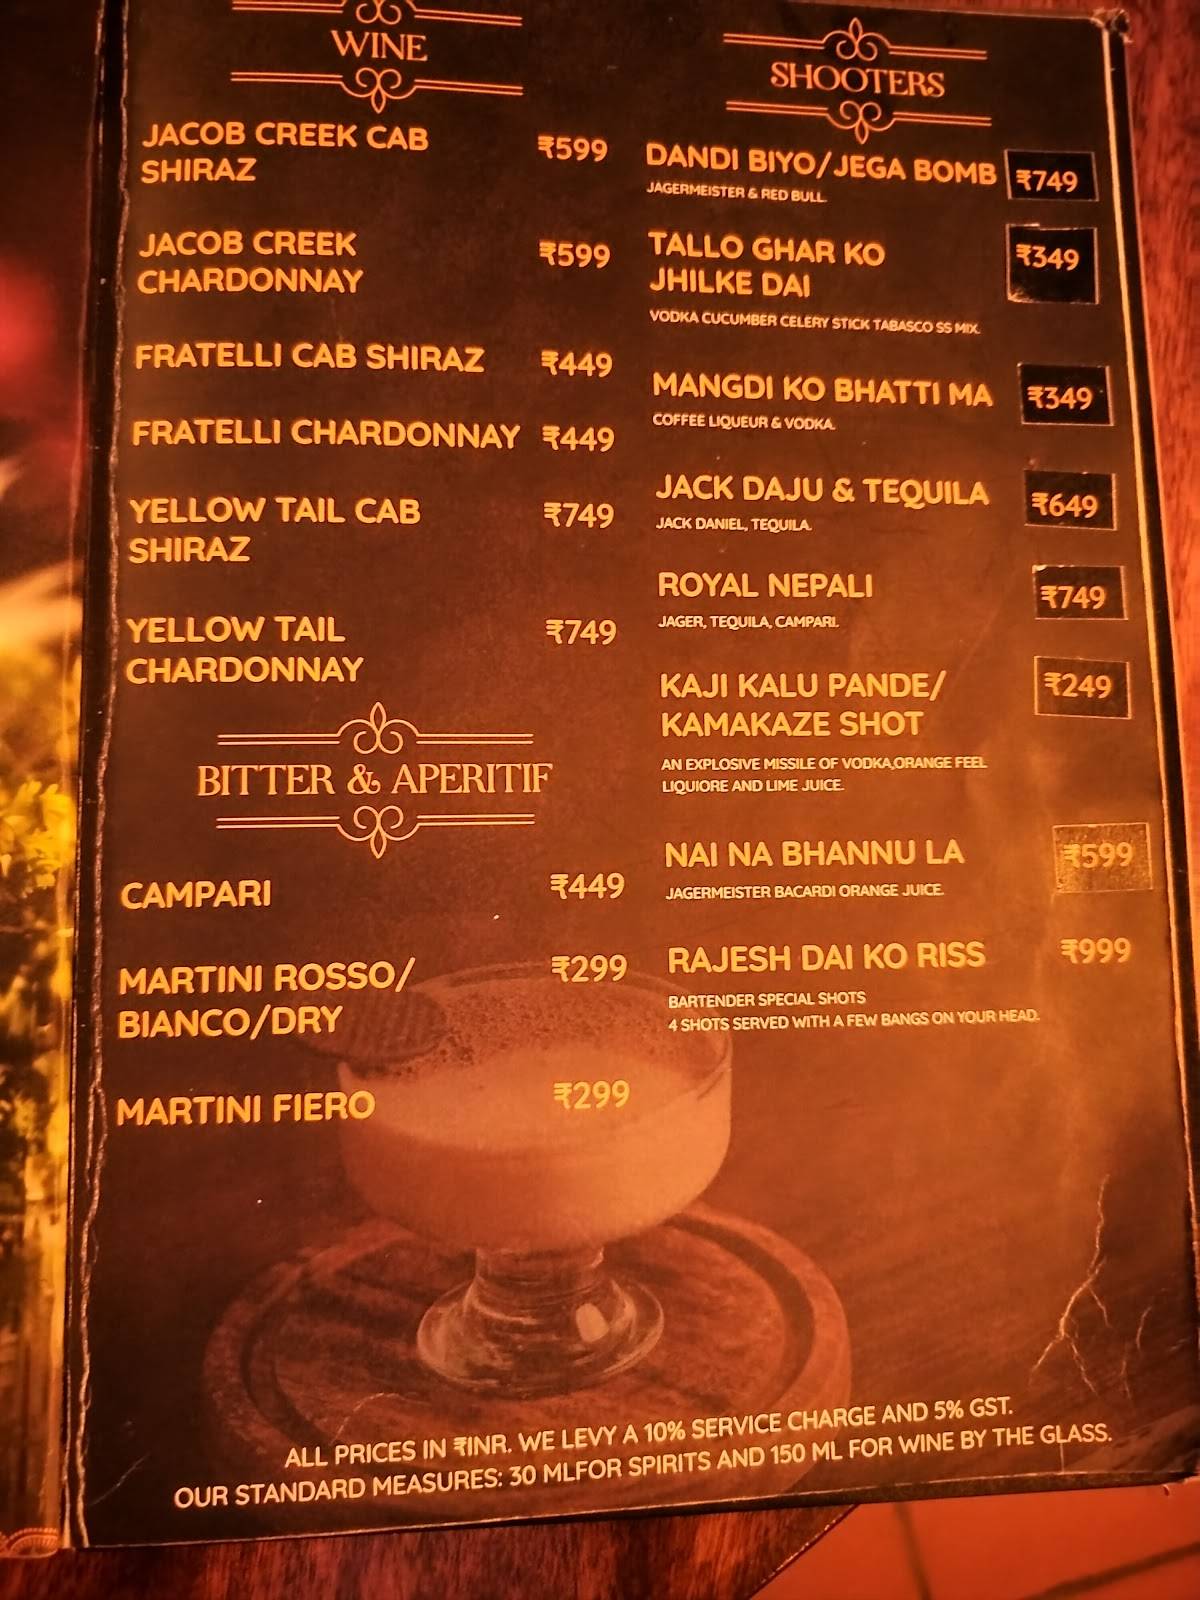 WINE
JACOB CREEK CAB
SHIRAZ
₹599
JACOB CREEK
CHARDONNAY
₹599
FRATELLI CAB SHIRAZ ₹449
FRATELLI CHARDONNAY ₹449
YELLOW TAIL CAB
SHIRAZ
₹749
YELLOW TAIL
CHARDONNAY
₹749
BITTER & APERITIF
CAMPARI ₹449
MARTINI ROSSO/
BIANCO/DRY
₹299
MARTINI FIERO ₹299
SHOOTERS
DANDI BIYO/JEGA BOMB ₹749
JAGERMEISTER & RED BULL.
TALLO GHAR KO
JHILKE DAI
₹349
VODKA CUCUMBER CELERY STICK TABASCO SS MIX.
MANGDI KO BHATTI MA ₹349
COFFEE LIQUEUR & VODKA.
JACK DAJU & TEQUILA ₹649
JACK DANIEL, TEQUILA.
ROYAL NEPALI ₹749
JAGER, TEQUILA, CAMPARI.
KAJI KALU PANDE/
KAMAKAZE SHOT
₹249
AN EXPLOSIVE MISSILE OF VODKA,ORANGE FEEL
LIQUIORE AND LIME JUICE.
NAI NA BHANNU LA ₹599
JAGERMEISTER BACARDI ORANGE JUICE.
RAJESH DAI KO RISS ₹999
BARTENDER SPECIAL SHOTS
4 SHOTS SERVED WITH A FEW BANGS ON YOUR HEAD.
ALL PRICES IN ₹INR. WE LEVY A 10% SERVICE CHARGE AND 5% GST.
OUR STANDARD MEASURES: 30 MLFOR SPIRITS AND 150 ML FOR WINE BY THE GLASS.